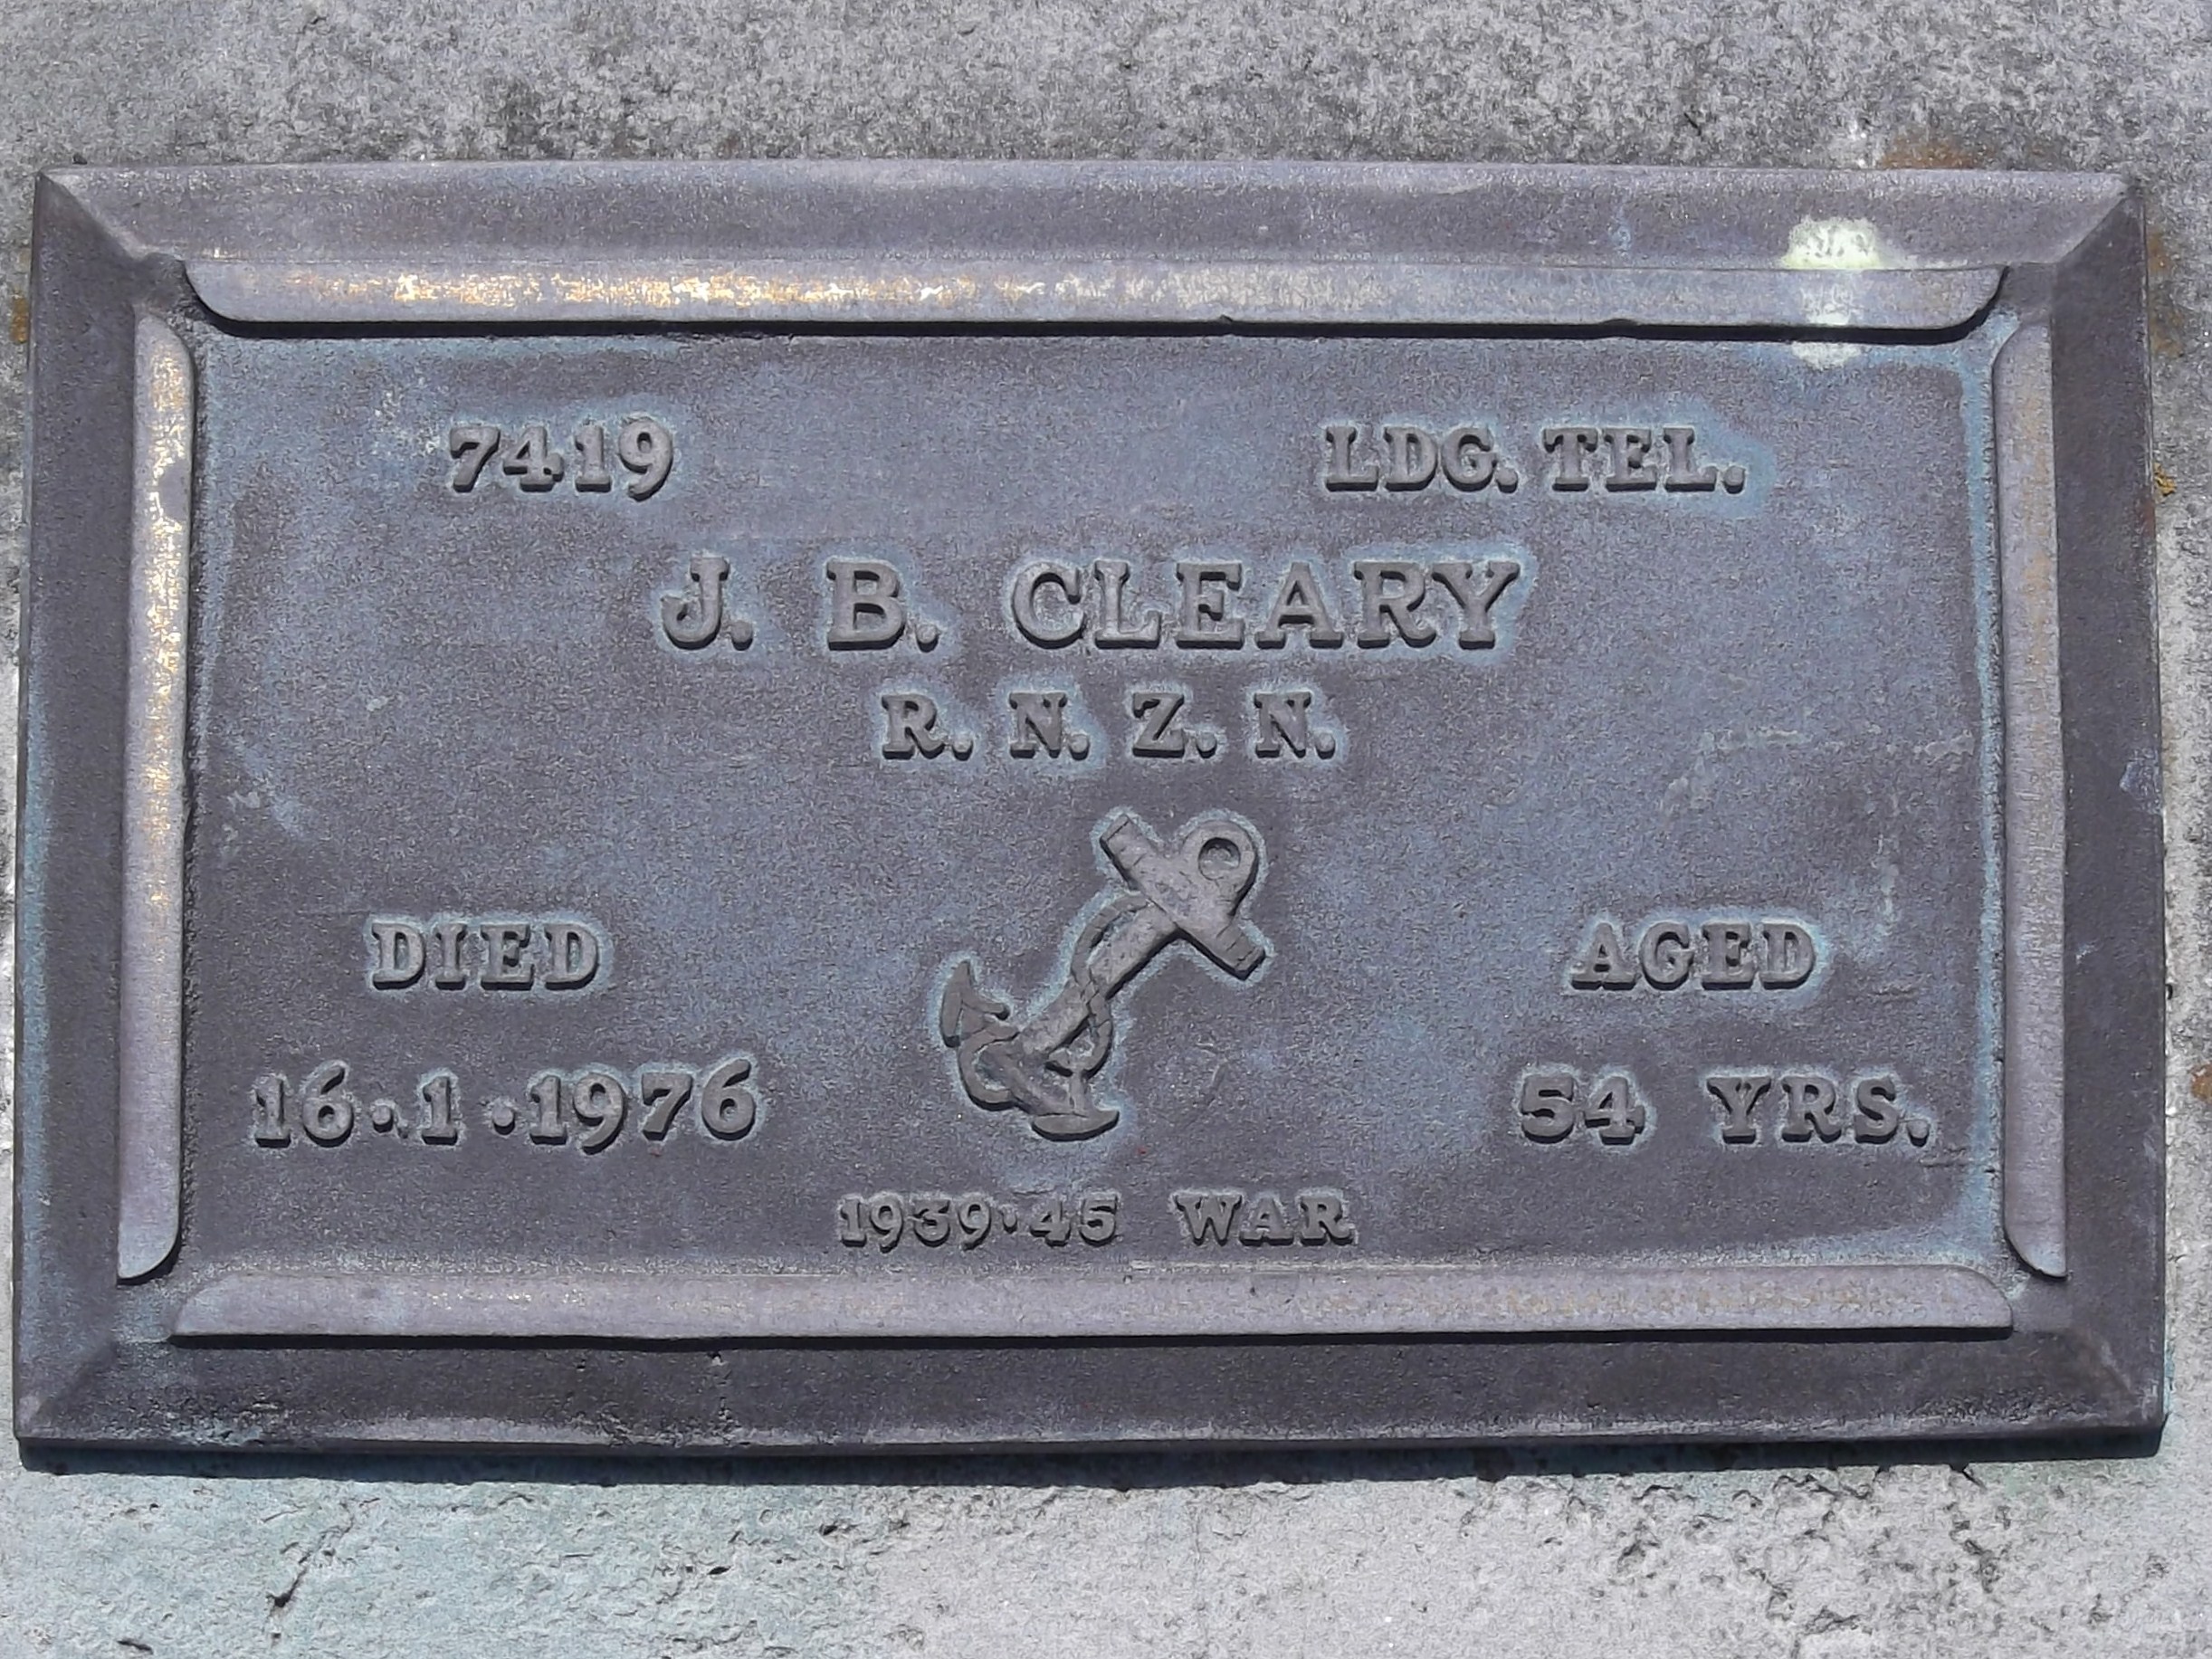 7419 LDG. TEL.
J. B. CLEARY
R. N. Z. N.
DIED AGED
16·1·1976 54 YRS.
1939·45 WAR